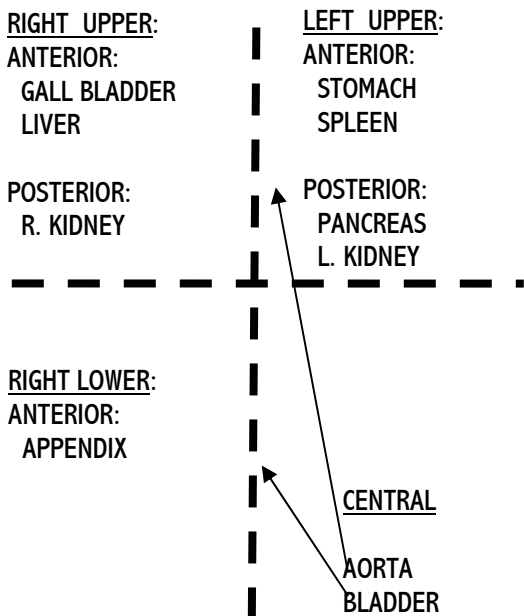 RIGHT UPPER:
ANTERIOR:
GALL BLADDER
LIVER
POSTERIOR:
R. KIDNEY
LEFT UPPER:
ANTERIOR:
STOMACH
SPLEEN
POSTERIOR:
PANCREAS
L. KIDNEY
RIGHT LOWER:
ANTERIOR:
APPENDIX
CENTRAL
AORTA
BLADDER